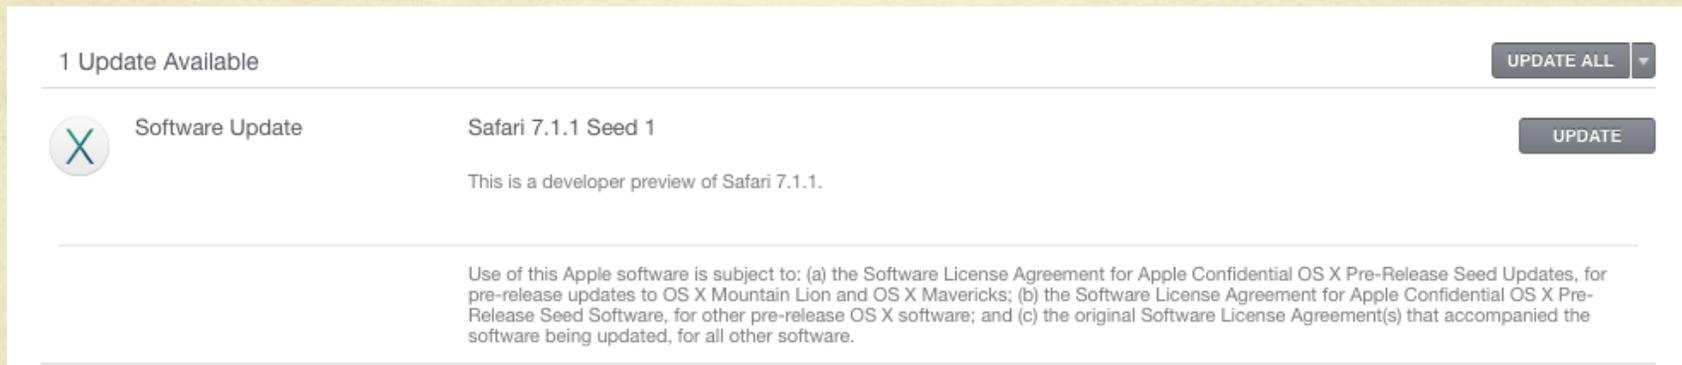 1 Update Available
UPDATE ALL
Software Update
Safari 7.1.1 Seed 1
UPDATE
This is a developer preview of Safari 7.1.1.
Use of this Apple software is subject to: (a) the Software License Agreement for Apple Confidential OS X Pre-Release Seed Updates, for
pre-release updates to OS X Mountain Lion and OS X Mavericks; (b) the Software License Agreement for Apple Confidential OS X Pre-
Release Seed Software, for other pre-release OS X software; and (c) the original Software License Agreement(s) that accompanied the
software being updated, for all other software.